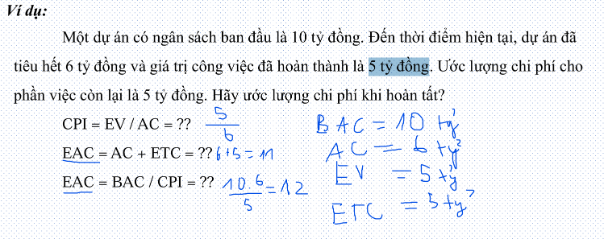 Ví dụ:
Một dự án có ngân sách ban đầu là 10 tỷ đồng. Đến thời điểm hiện tại, dự án đã
tiêu hết 6 tỷ đồng và giá trị công việc đã hoàn thành là 5 tỷ đồng. Ước lượng chi phí cho
phần việc còn lại là 5 tỷ đồng. Hãy ước lượng chi phí khi hoàn tất?
CPI = EV / AC = ?? 5/6
EAC = AC + ETC = ?? 6+5=11
EAC = BAC / CPI = ?? 10.6/5=12
BAC = 10 tỷ
AC = 6 tỷ
EV = 5 tỷ
ETC = 5 tỷ